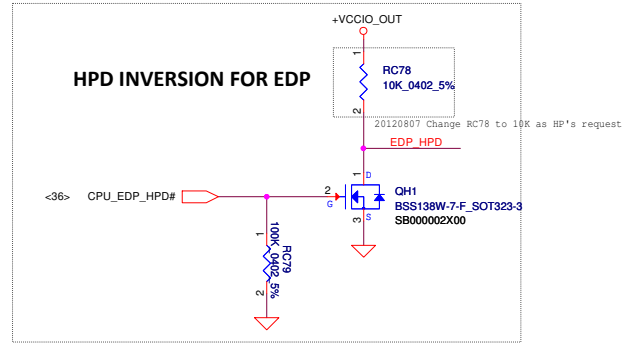 +VCCIO_OUT
1
HPD INVERSION FOR EDP
RC78
10K_0402_5%
2
20120807 Change RC78 to 10K as HP's request
EDP_HPD
1
D
<36> CPU_EDP_HPD#
2
G
QH1
BSS138W-7-F_SOT323-3
SB000002X00
3
S
1
RC79
100K_0402_5%
2